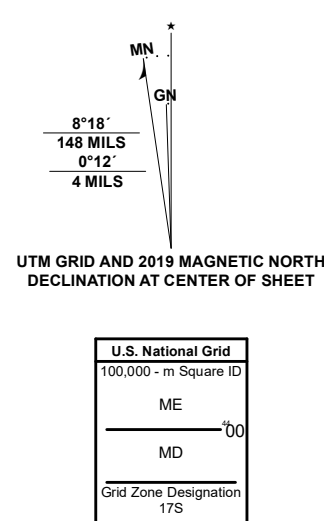 MN
GN
8°18´
148 MILS
0°12´
4 MILS
UTM GRID AND 2019 MAGNETIC NORTH
DECLINATION AT CENTER OF SHEET
U.S. National Grid
100,000 - m Square ID
ME
⁴⁴00
MD
Grid Zone Designation
17S